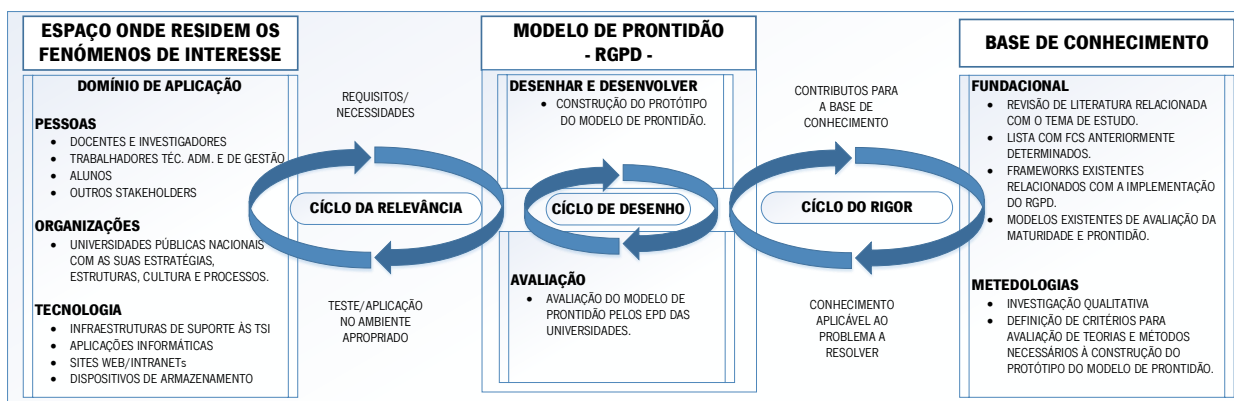 ESPAÇO ONDE RESIDEM OS
FENÓMENOS DE INTERESSE
DOMÍNIO DE APLICAÇÃO
PESSOAS
• DOCENTES E INVESTIGADORES
• TRABALHADORES TÉC. ADM. E DE GESTÃO
• ALUNOS
• OUTROS STAKEHOLDERS
ORGANIZAÇÕES
• UNIVERSIDADES PÚBLICAS NACIONAIS
COM AS SUAS ESTRATÉGIAS,
ESTRUTURAS, CULTURA E PROCESSOS.
TECNOLOGIA
• INFRAESTRUTURAS DE SUPORTE ÀS TSI
• APLICAÇÕES INFORMÁTICAS
• SITES WEB/INTRANETs
• DISPOSITIVOS DE ARMAZENAMENTO
REQUISITOS/
NECESSIDADES
CÍCLO DA RELEVÂNCIA
TESTE/APLICAÇÃO
NO AMBIENTE
APROPRIADO
MODELO DE PRONTIDÃO
- RGPD -
DESENHAR E DESENVOLVER
• CONSTRUÇÃO DO PROTÓTIPO
DO MODELO DE PRONTIDÃO.
CÍCLO DE DESENHO
AVALIAÇÃO
• AVALIAÇÃO DO MODELO DE
PRONTIDÃO PELOS EPD DAS
UNIVERSIDADES.
CONTRIBUTOS PARA
A BASE DE
CONHECIMENTO
CÍCLO DO RIGOR
CONHECIMENTO
APLICÁVEL AO
PROBLEMA A
RESOLVER
BASE DE CONHECIMENTO
FUNDACIONAL
• REVISÃO DE LITERATURA RELACIONADA
COM O TEMA DE ESTUDO.
• LISTA COM FCS ANTERIORMENTE
DETERMINADOS.
• FRAMEWORKS EXISTENTES
RELACIONADOS COM A IMPLEMENTAÇÃO
DO RGPD.
• MODELOS EXISTENTES DE AVALIAÇÃO DA
MATURIDADE E PRONTIDÃO.
METEDOLOGIAS
• INVESTIGAÇÃO QUALITATIVA
• DEFINIÇÃO DE CRITÉRIOS PARA
AVALIAÇÃO DE TEORIAS E MÉTODOS
NECESSÁRIOS À CONSTRUÇÃO DO
PROTÓTIPO DO MODELO DE PRONTIDÃO.